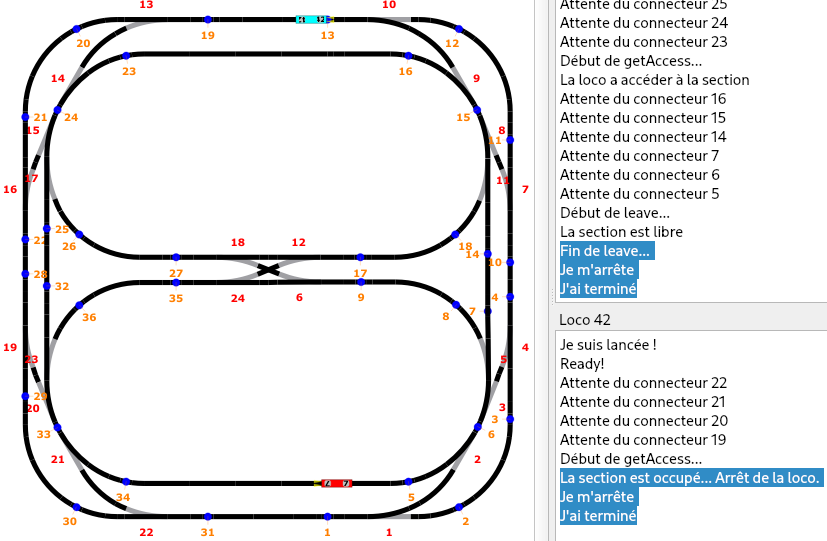 13
10
20
19
13
12
23
16
14
9
21
24
15
15
8
11
17
11
16
7
25
22
26
18
14
18
12
10
28
27
17
32
35
24
6
9
4
36
8
7
19
23
5
4
29
20
3
3
33
6
21
2
34
5
30
22
31
1
1
2
Attente du connecteur 25
Attente du connecteur 24
Attente du connecteur 23
Début de getAccess...
La loco a accéder à la section
Attente du connecteur 16
Attente du connecteur 15
Attente du connecteur 14
Attente du connecteur 7
Attente du connecteur 6
Attente du connecteur 5
Début de leave...
La section est libre
Fin de leave...
Je m'arrête
J'ai terminé
Loco 42
Je suis lancée !
Ready!
Attente du connecteur 22
Attente du connecteur 21
Attente du connecteur 20
Attente du connecteur 19
Début de getAccess...
La section est occupé... Arrêt de la loco.
Je m'arrête
J'ai terminé